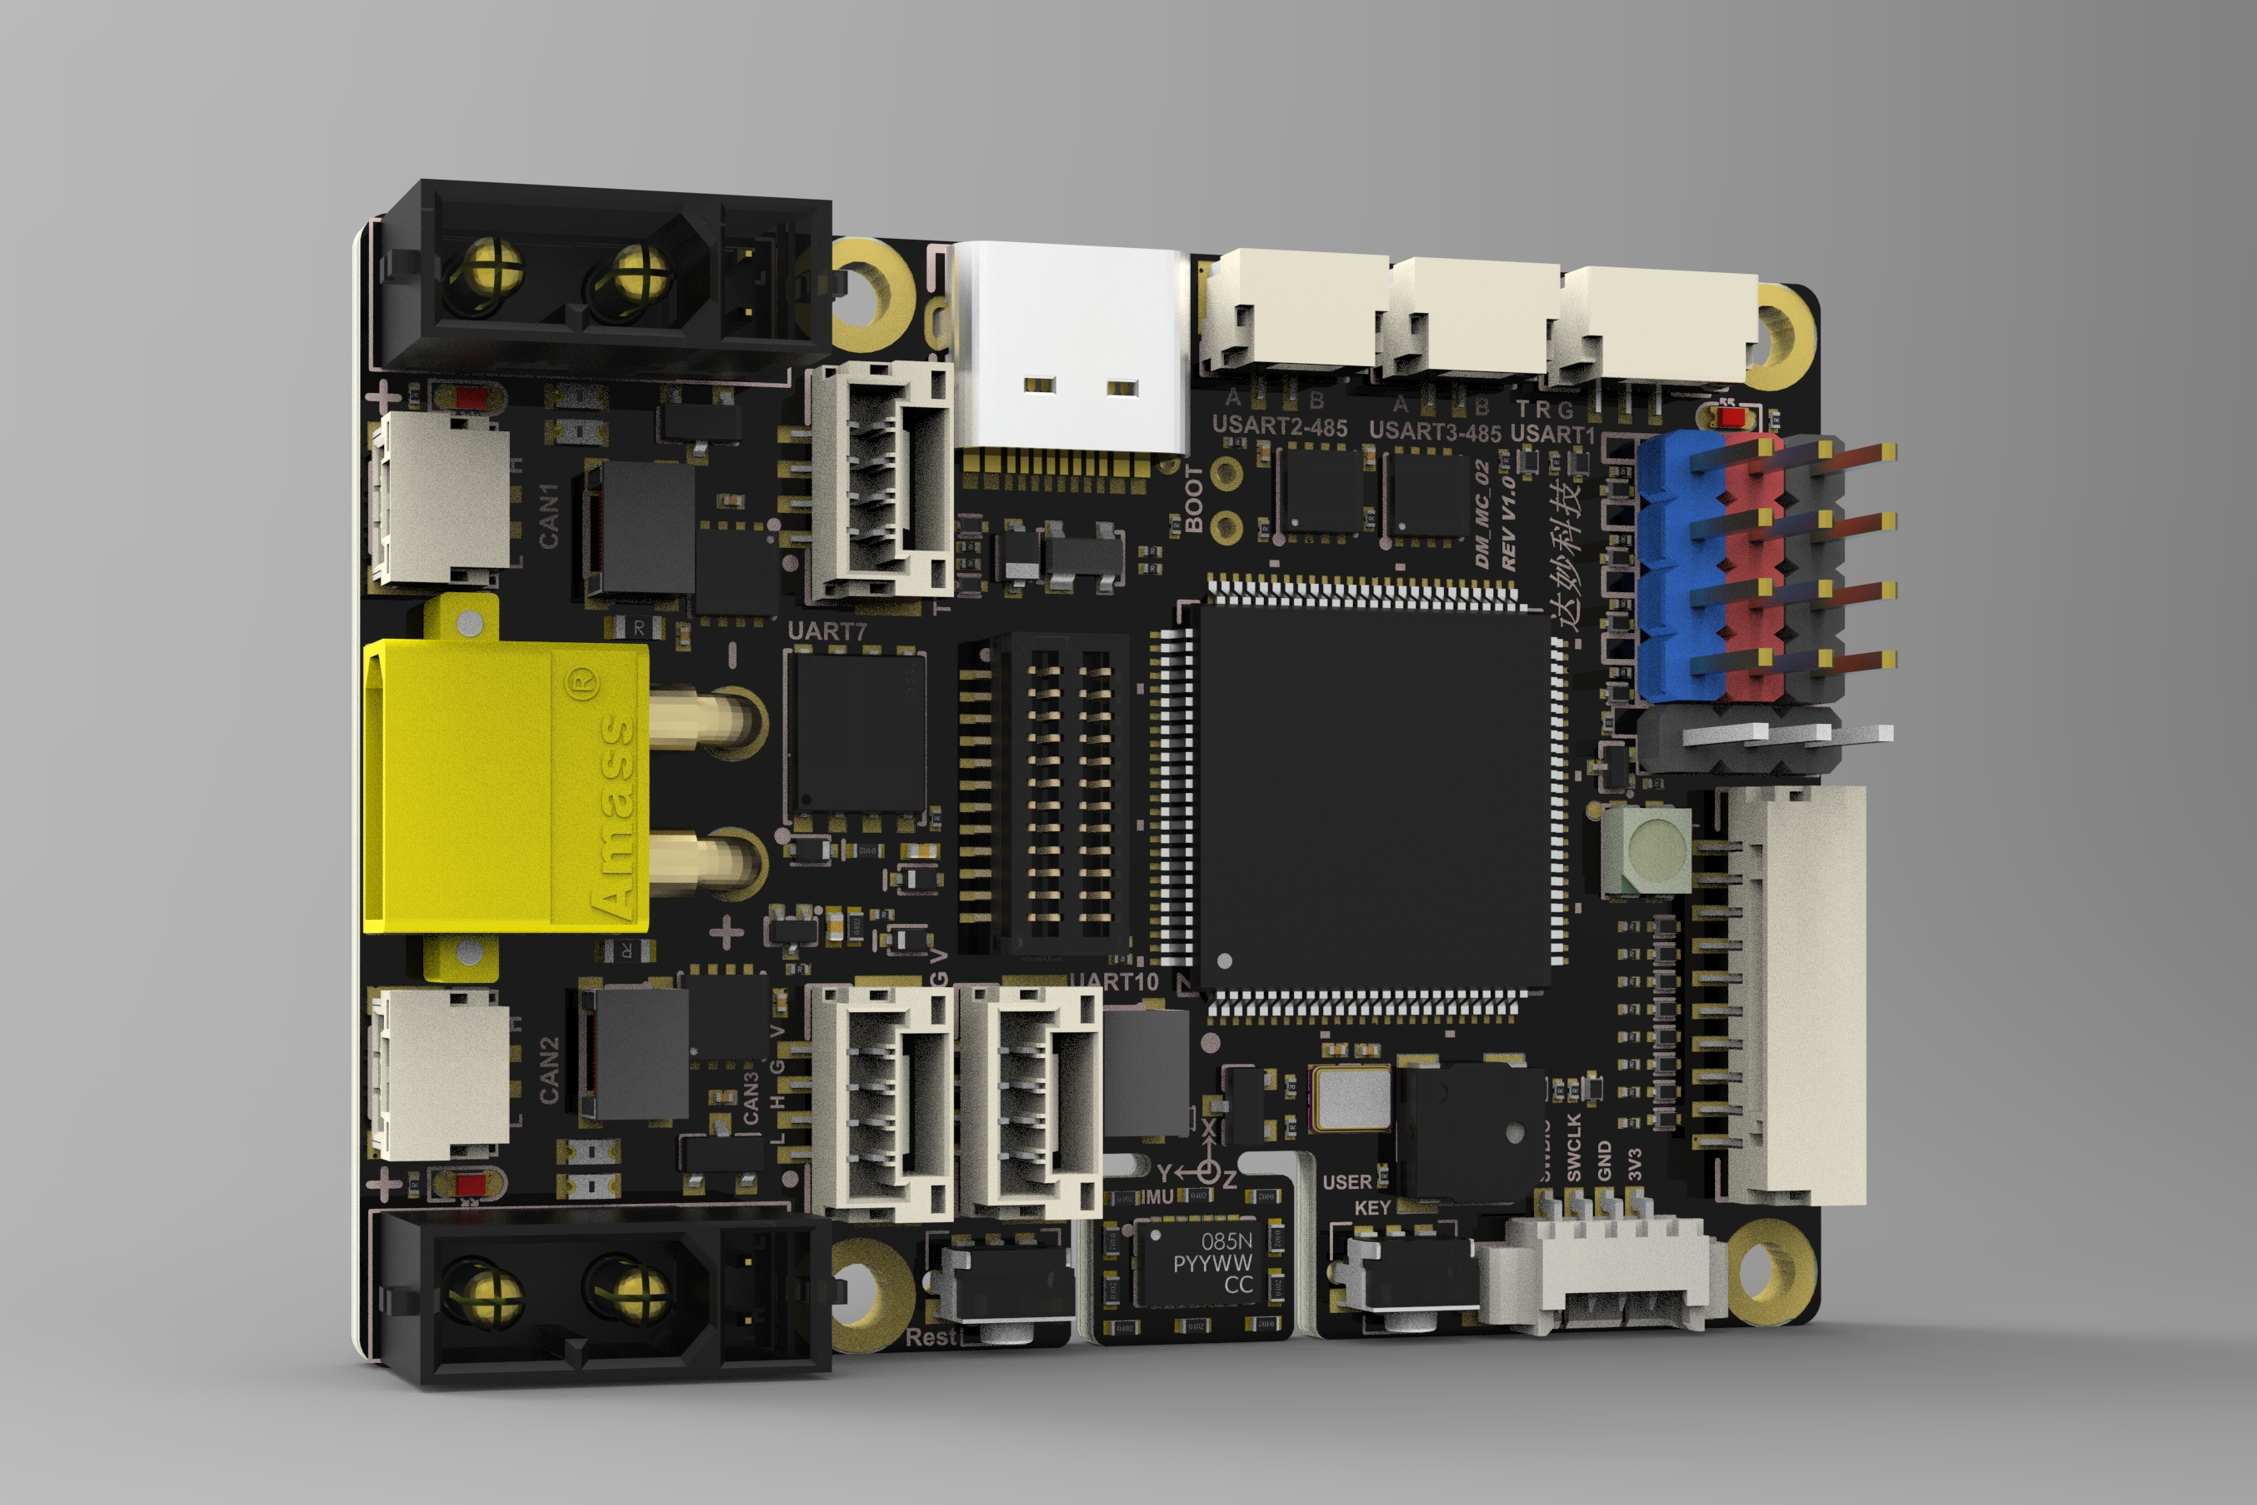 A B
USART2-485
A B
USART3-485
T R G
USART1
BOOT
DM_MC_02
REV V1.0
达妙科技
CAN1
H
L
R
UART7
Amass®
CAN2
H
L
CAN3
V
G
H
L
G V
UART10
X
Y
Z
IMU
085N
PYYWW
CC
USER
KEY
Rest
SWCLK
GND
3V3